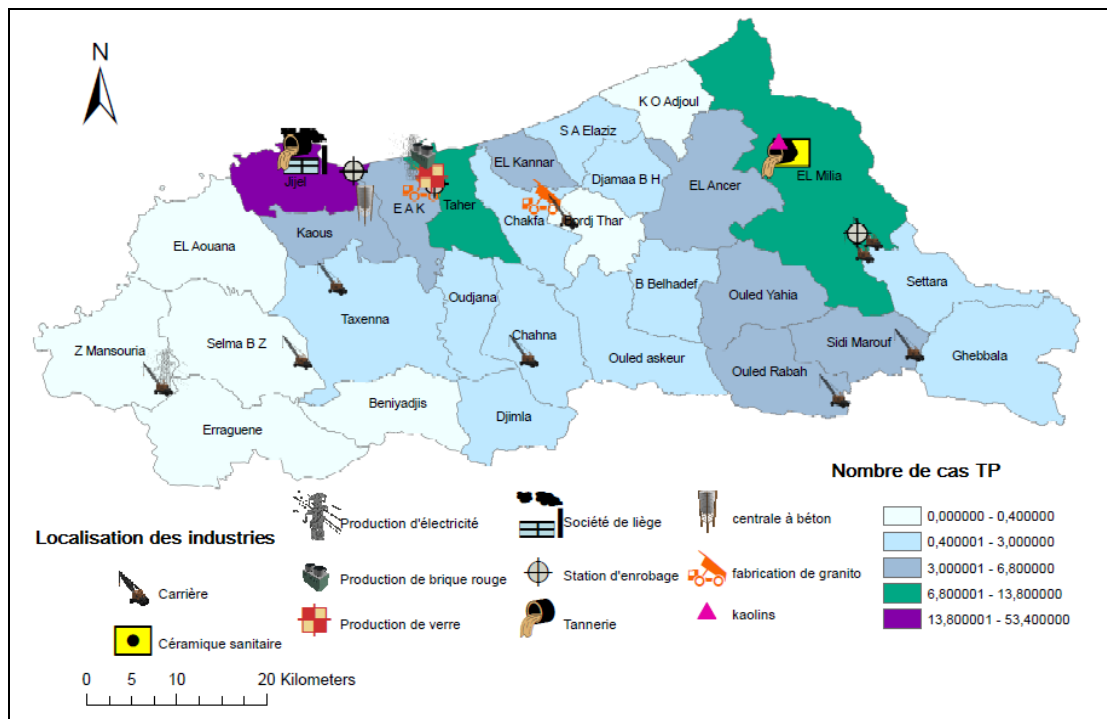 N
K O Adjoul
S A Elaziz
EL Kannar
Djamaa B H
EL Ancer
EL Milia
Jijel
E A K
Taher
Chakfa
Bordj Thar
Kaous
EL Aouana
Settara
B Belhadef
Ouled Yahia
Oudjana
Taxenna
Chahna
Z Mansouria
Selma B Z
Ouled askeur
Sidi Marouf
Ghebbala
Ouled Rabah
Beniyadjis
Djimla
Erraguene
Nombre de cas TP
0,000000 - 0,400000
0,400001 - 3,000000
3,000001 - 6,800000
6,800001 - 13,800000
13,800001 - 53,400000
Localisation des industries
Carrière
Céramique sanitaire
Production d'électricité
Production de brique rouge
Production de verre
Société de liège
Station d'enrobage
Tannerie
centrale à béton
fabrication de granito
kaolins
0 5 10 20 Kilometers